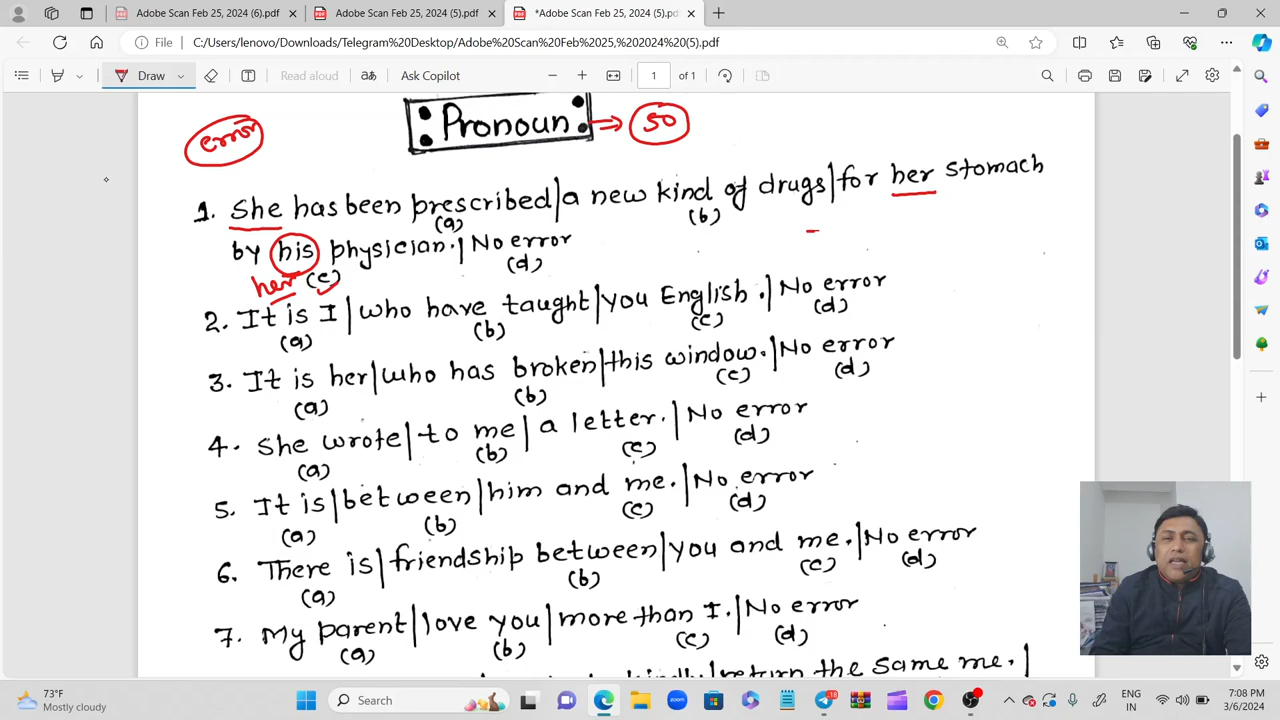 Adobe Scan Feb 25, 2024 (6).pdf
Adobe Scan Feb 25, 2024 (5).pdf
*Adobe Scan Feb 25, 2024 (5).pdf
File
C:/Users/lenovo/Downloads/Telegram%20Desktop/Adobe%20Scan%20Feb%2025,%202024%20(5).pdf
Draw
Read aloud
Ask Copilot
1
of 1
error
Pronoun
50
1. She has been prescribed|a new kind of drugs|for her stomach
(a) (b)
by his physician.|No error
her (c) (d)
2. It is I|who have taught|you English.|No error
(a) (b) (c) (d)
3. It is her|who has broken|this window.|No error
(a) (b) (c) (d)
4. She wrote|to me|a letter.|No error
(a) (b) (c) (d)
5. It is|between|him and me.|No error
(a) (b) (c) (d)
6. There is|friendship between|you and me.|No error
(a) (b) (c) (d)
7. My parent|love you|more than I.|No error
(a) (b) (c) (d)
kindly|return the same me.|
73°F
Mostly cloudy
Search
18
ENG
IN
7:08 PM
3/6/2024